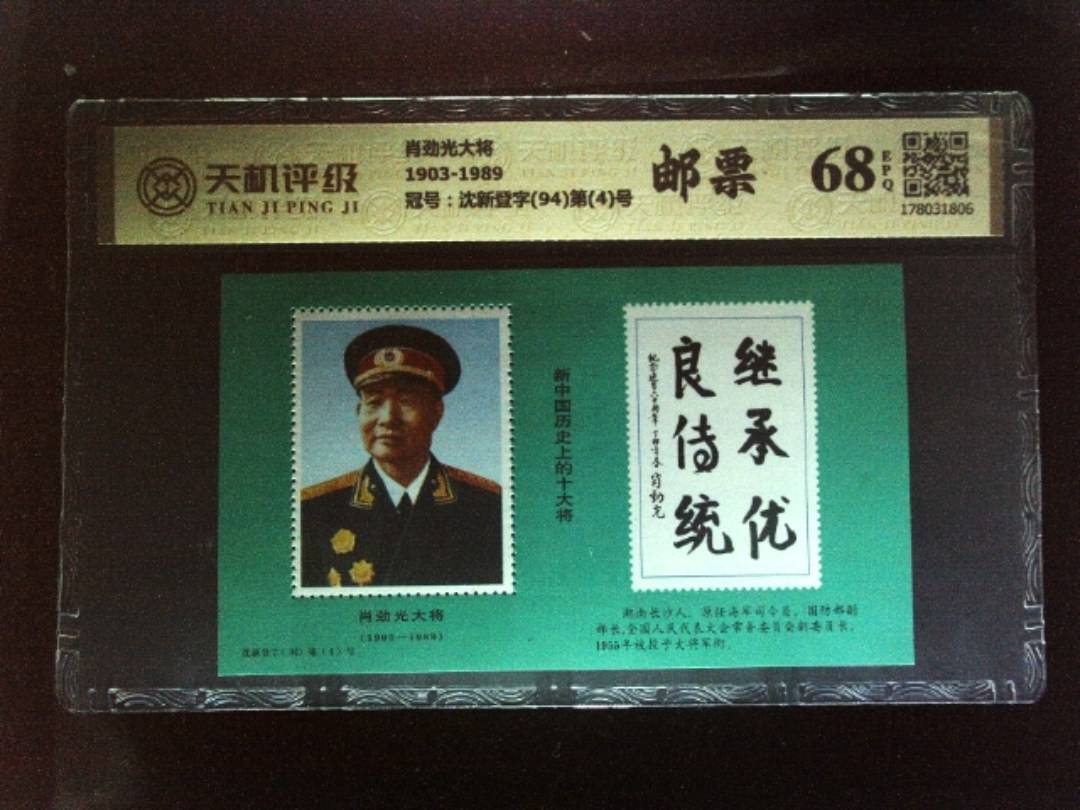 天机评级
TIAN JI PING JI
肖劲光大将
1903-1989
冠号：沈新登字(94)第(4)号
邮票
68
EPQ
178031806
新中国历史上的十大将
继承优
良传统
肖劲光
肖劲光大将
(1903—1989)
湖南长沙人。原任海军司令员，国防部副
部长,全国人民代表大会常务委员会副委员长。
1955年被授予大将军衔。